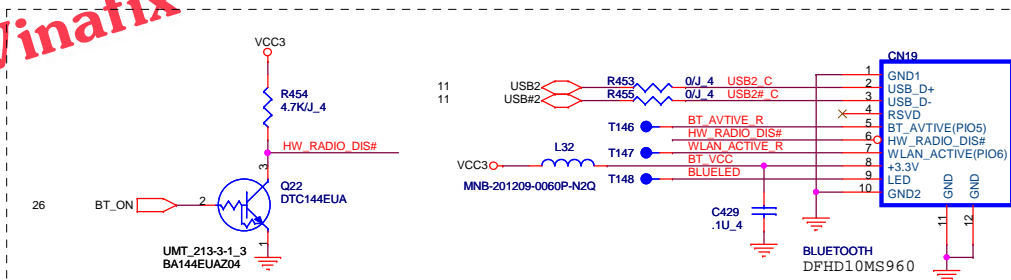 Vinafix
VCC3
R454
4.7K/J_4
HW_RADIO_DIS#
3
Q22
DTC144EUA
26
BT_ON
2
1
UMT_213-3-1_3
BA144EUAZ04
11
USB2
R453
0/J_4
USB2_C
11
USB#2
R455
0/J_4
USB2#_C
T146
BT_AVTIVE_R
HW_RADIO_DIS#
T147
WLAN_ACTIVE_R
VCC3
L32
BT_VCC
MNB-201209-0060P-N2Q
T148
BLUELED
C429
.1U_4
CN19
1
GND1
2
USB_D+
3
USB_D-
4
RSVD
5
BT_AVTIVE(PIO5)
6
HW_RADIO_DIS#
7
WLAN_ACTIVE(PIO6)
8
+3.3V
9
LED
10
GND2
GND
GND
11
12
BLUETOOTH
DFHD10MS960